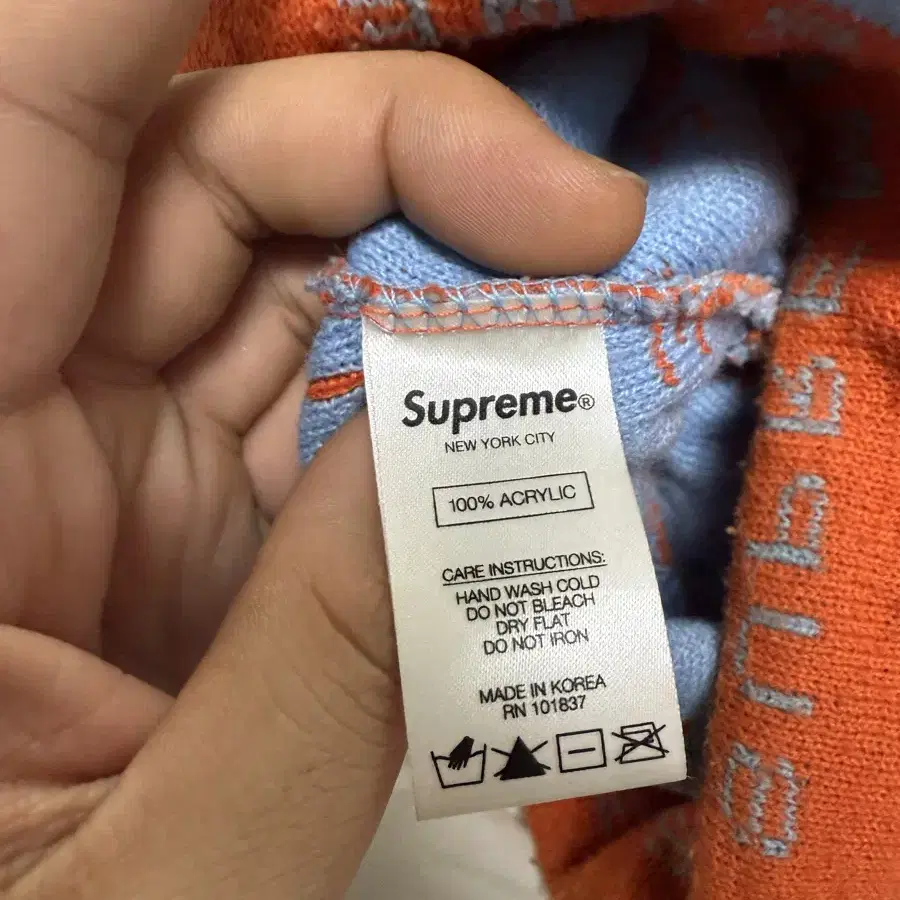 Supreme®
NEW YORK CITY
100% ACRYLIC
CARE INSTRUCTIONS:
HAND WASH COLD
DO NOT BLEACH
DRY FLAT
DO NOT IRON
MADE IN KOREA
RN 101837